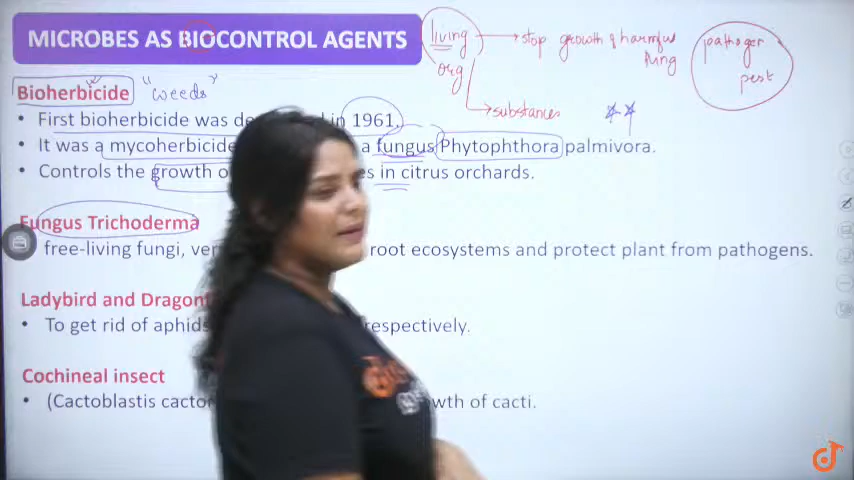 MICROBES AS BIOCONTROL AGENTS
living org
stop growth of harmful
substances
pathoger
pest
Bioherbicide "weeds"
• First bioherbicide was de in 1961.
• It was a mycoherbicide a fungus Phytophthora palmivora.
• Controls the growth o in citrus orchards.
Fungus Trichoderma
free-living fungi, ver root ecosystems and protect plant from pathogens.
Ladybird and Dragonf
• To get rid of aphids respectively.
Cochineal insect
• (Cactoblastis cactor wth of cacti.